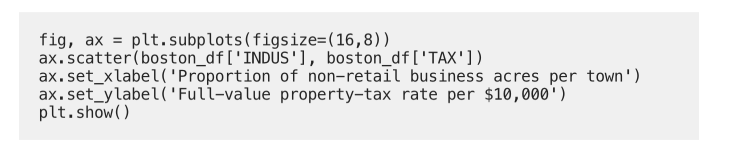 fig, ax = plt.subplots(figsize=(16,8))
ax.scatter(boston_df['INDUS'], boston_df['TAX'])
ax.set_xlabel('Proportion of non-retail business acres per town')
ax.set_ylabel('Full-value property-tax rate per $10,000')
plt.show()